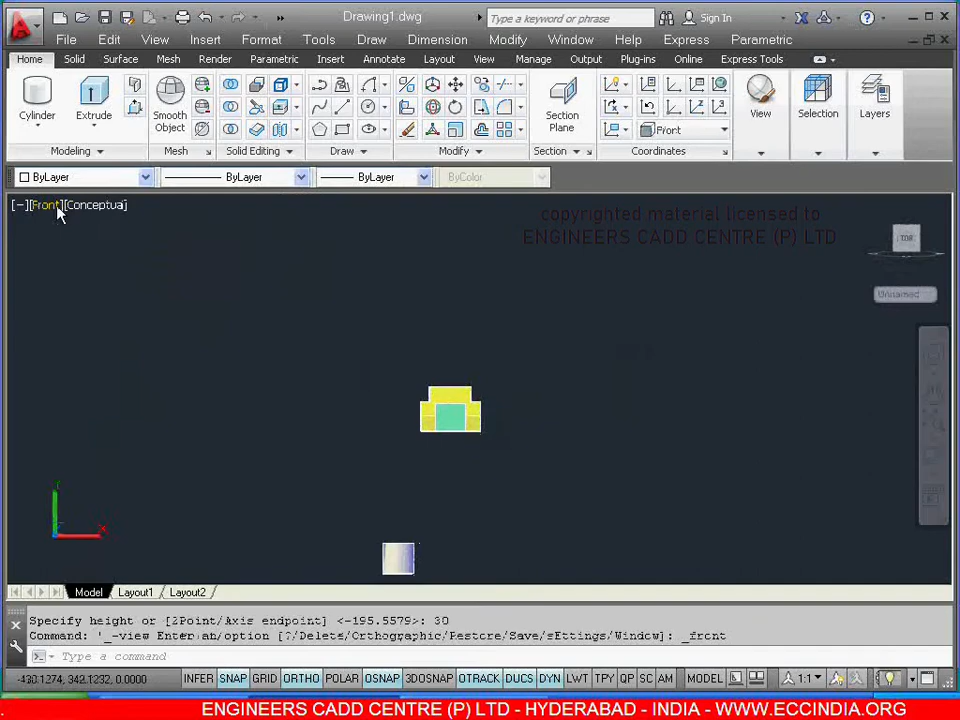 Drawing1.dwg
Type a keyword or phrase
Sign In
File Edit View Insert Format Tools Draw Dimension Modify Window Help Express Parametric
Home Solid Surface Mesh Render Parametric Insert Annotate Layout View Manage Output Plug-ins Online Express Tools
Cylinder Extrude Smooth Object Section Plane Front View Selection Layers
Modeling Mesh Solid Editing Draw Modify Section Coordinates
ByLayer ByLayer ByLayer ByColor
[−][Front][Conceptual]
copyrighted material licensed to
ENGINEERS CADD CENTRE (P) LTD
TOP
Unnamed
Y
X
Model Layout1 Layout2
Specify height or [2Point/Axis endpoint] <-195.5579>: 30
Command: '_-view Enter an option [?/Delete/Orthographic/Restore/Save/sEttings/Window]: _front
Type a command
-430.1274, 342.1232, 0.0000 INFER SNAP GRID ORTHO POLAR OSNAP 3DOSNAP OTRACK DUCS DYN LWT TPY QP SC AM MODEL 1:1
ENGINEERS CADD CENTRE (P) LTD - HYDERABAD - INDIA - WWW.ECCINDIA.ORG